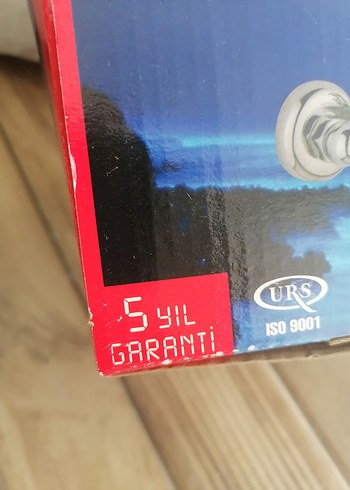 5 YIL
GARANTİ
URS
ISO 9001